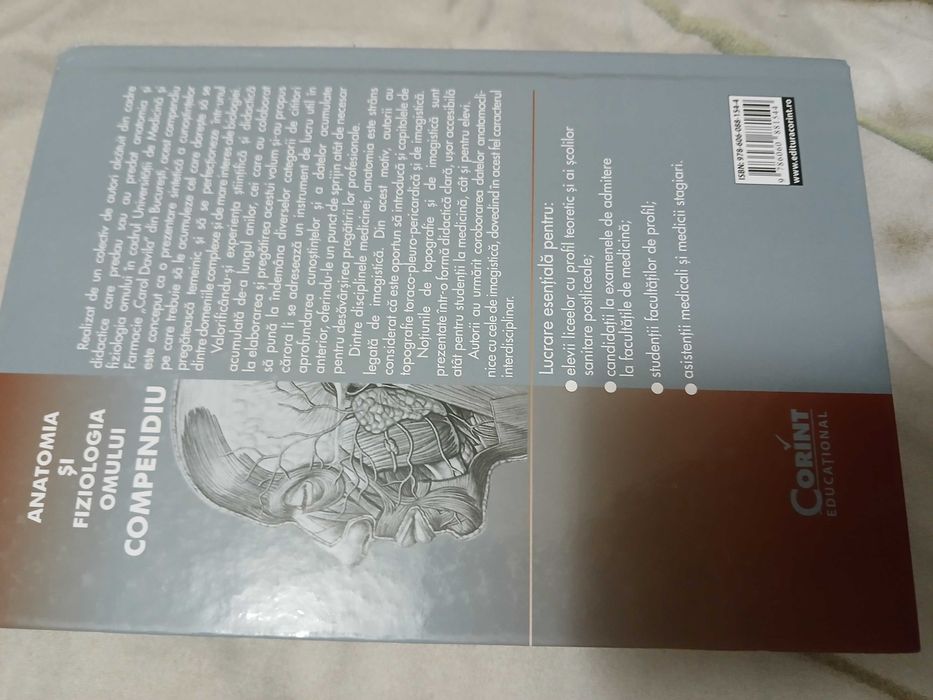 ANATOMIA
ȘI
FIZIOLOGIA
OMULUI
COMPENDIU
Realizat de un colectiv de autori alcătuit din cadre
didactice care predau sau au predat anatomia și
fiziologia omului în cadrul Universității de Medicină și
Farmacie „Carol Davila” din București, acest compendiu
este conceput ca o prezentare sintetică a cunoștințelor
pe care trebuie să le acumuleze cel care dorește să se
pregătească temeinic și să se perfecționeze într-unul
dintre domeniile complexe și de mare interes ale biologiei.
Valorificându-și experiența științifică și didactică
acumulată de-a lungul anilor, cei care au colaborat
la elaborarea și pregătirea acestui volum și-au propus
să pună la îndemâna diverselor categorii de cititori
cărora li se adresează un instrument de lucru util în
aprofundarea cunoștințelor și a datelor acumulate
anterior, oferindu-le un punct de sprijin atât de necesar
pentru desăvârșirea pregătirii lor profesionale.
Dintre disciplinele medicinei, anatomia este strâns
legată de imagistică. Din acest motiv, autorii au
considerat că este oportun să introducă și capitolele de
topografie toraco-pleuro-pericardică și de imagistică.
Noțiunile de topografie și de imagistică sunt
prezentate într-o formă didactică clară, ușor accesibilă
atât pentru studenții la medicină, cât și pentru elevi.
Autorii au urmărit coroborarea datelor anatomocli-
nice cu cele de imagistică, dovedind în acest fel caracterul
interdisciplinar.
Lucrare esențială pentru:
● elevii liceelor cu profil teoretic și ai școlilor
sanitare postliceale;
● candidații la examenele de admitere
la facultățile de medicină;
● studenții facultăților de profil;
● asistenții medicali și medicii stagiari.
CORINT
EDUCAȚIONAL
ISBN: 978-606-088-154-4
9 786060 881544
www.edituracorint.ro